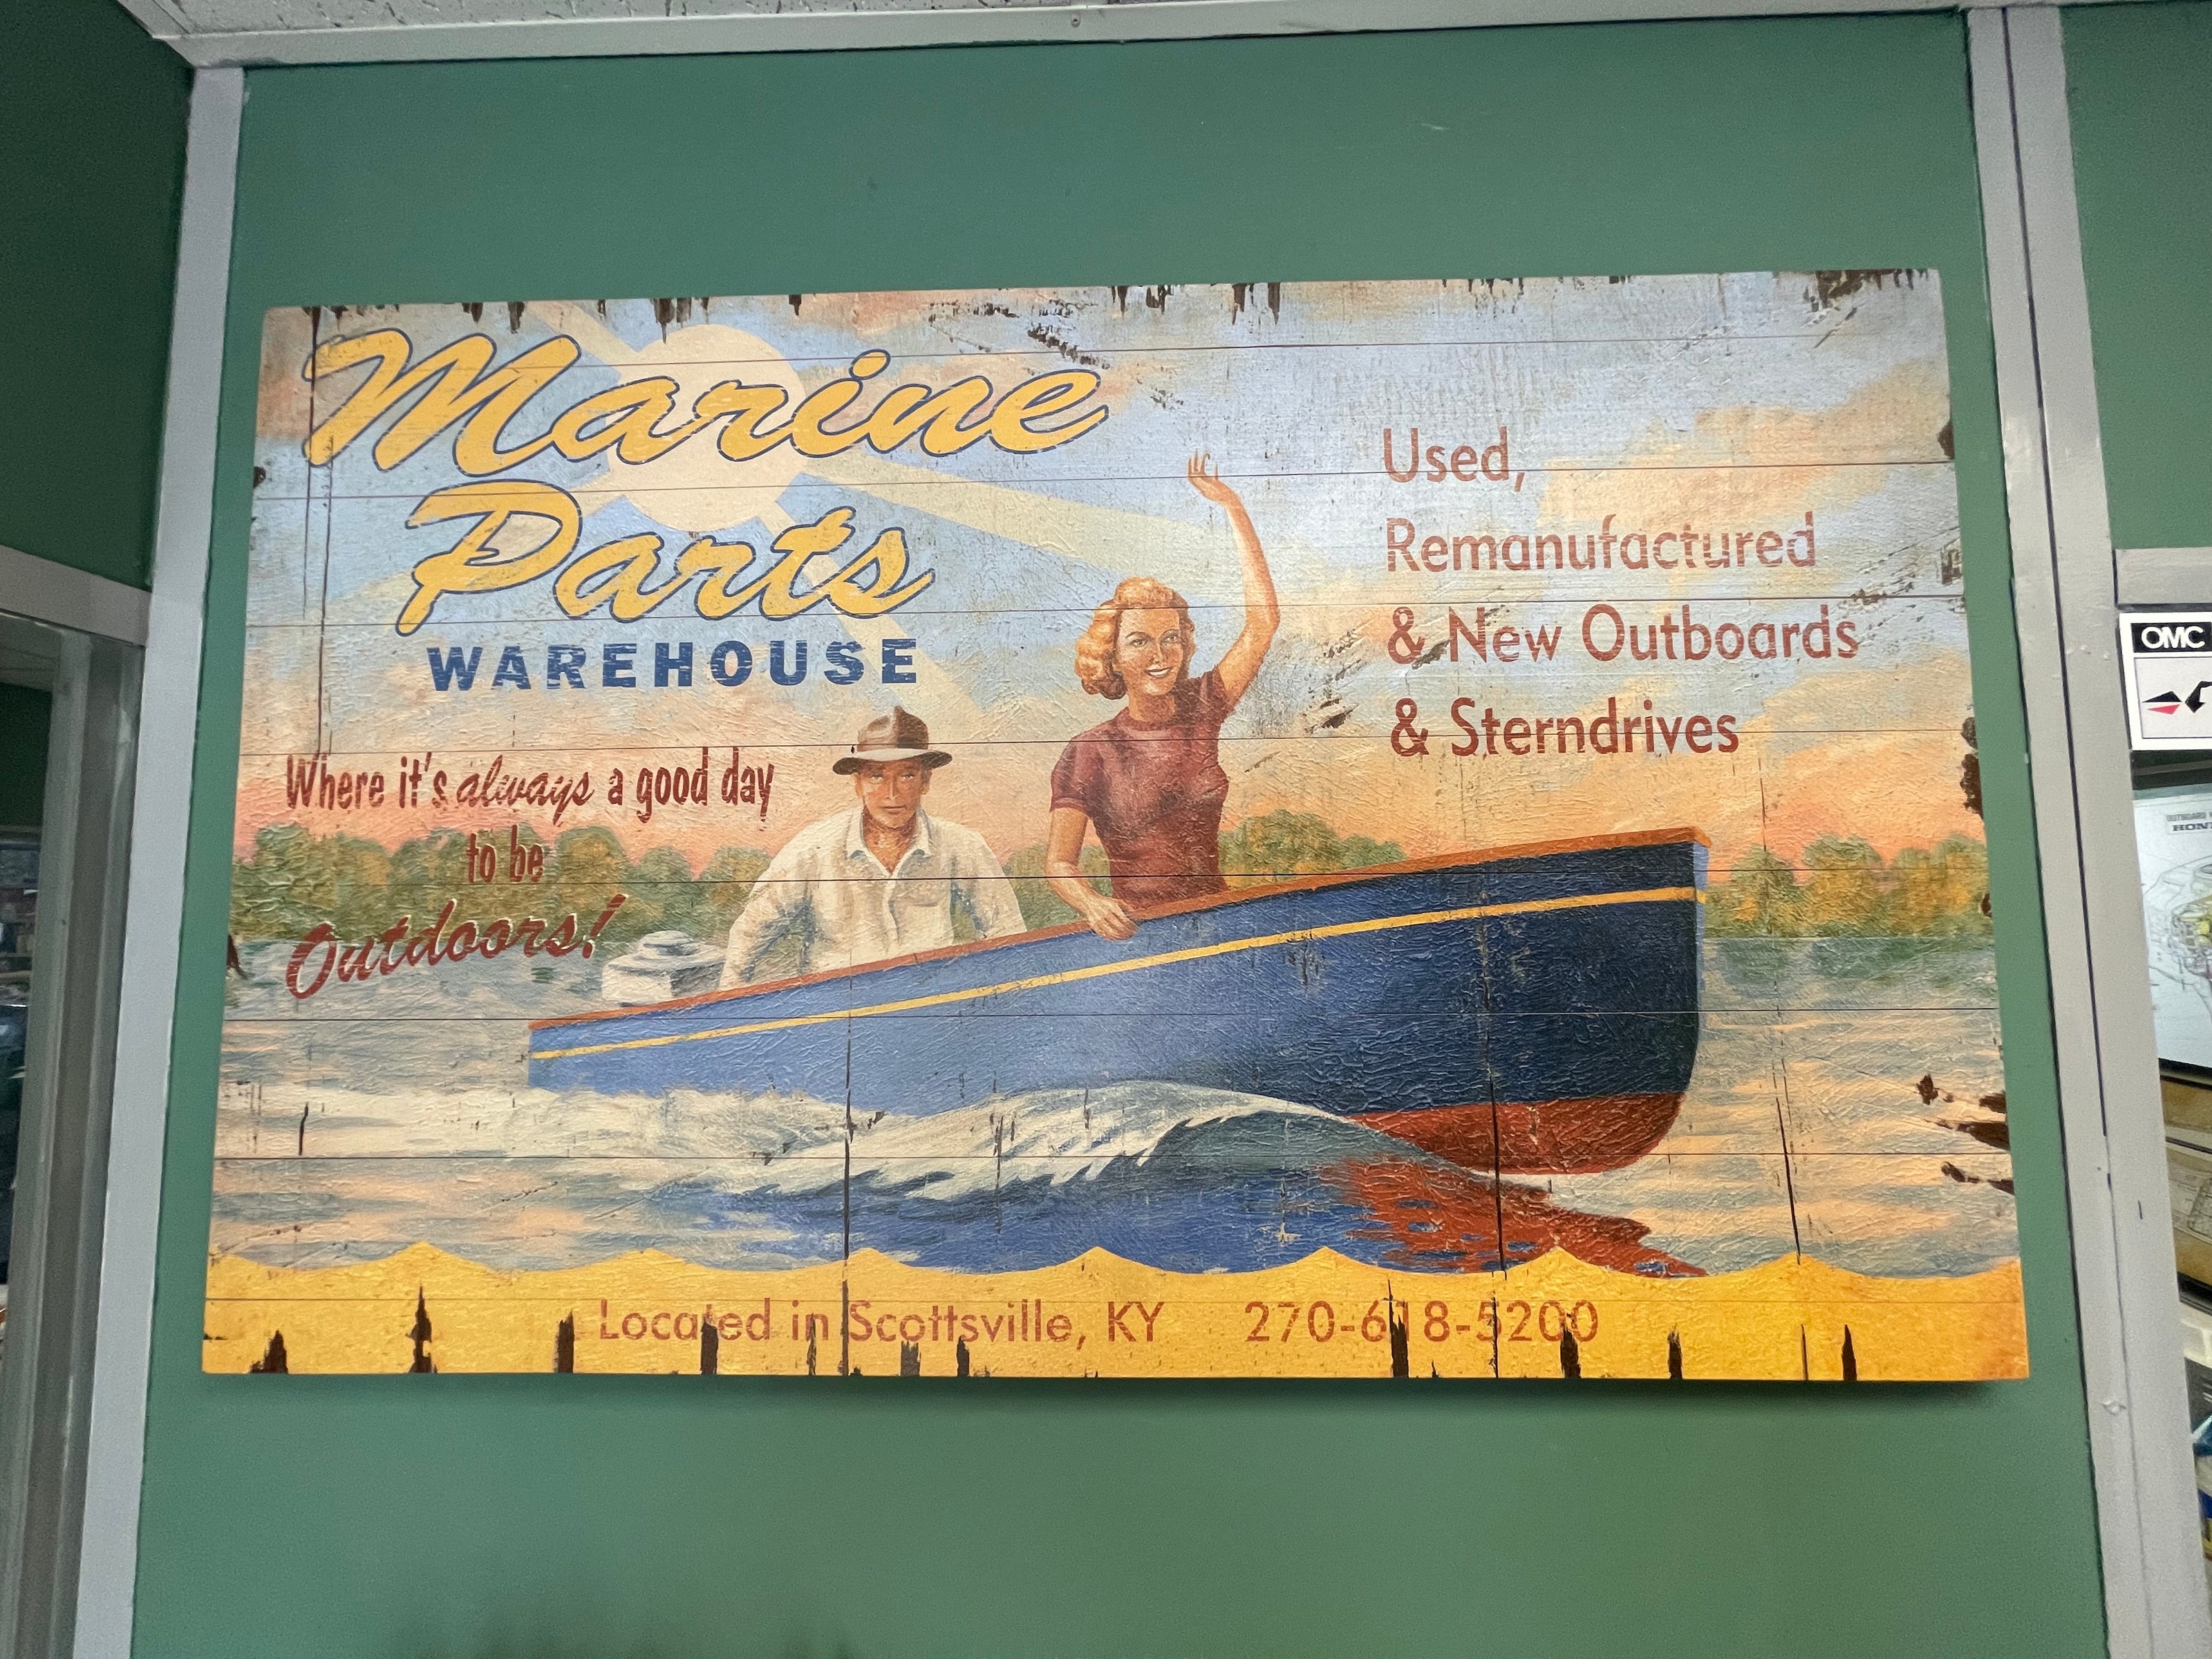 Marine
Parts
WAREHOUSE
Where it's always a good day
to be
Outdoors!
Used,
Remanufactured
& New Outboards
& Sterndrives
Located in Scottsville, KY 270-618-5200
OMC